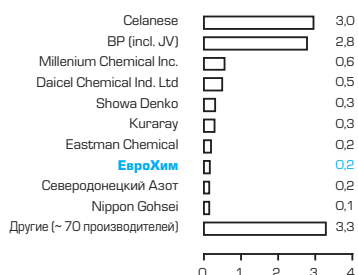 Celanese 3,0
BP (incl. JV) 2,8
Millenium Chemical Inc. 0,6
Daicel Chemical Ind. Ltd 0,5
Showa Denko 0,3
Kuraray 0,3
Eastman Chemical 0,2
ЕвроХим 0,2
Северодонецкий Азот 0,2
Nippon Gohsei 0,1
Другие (~ 70 производителей) 3,3
0 1 2 3 4